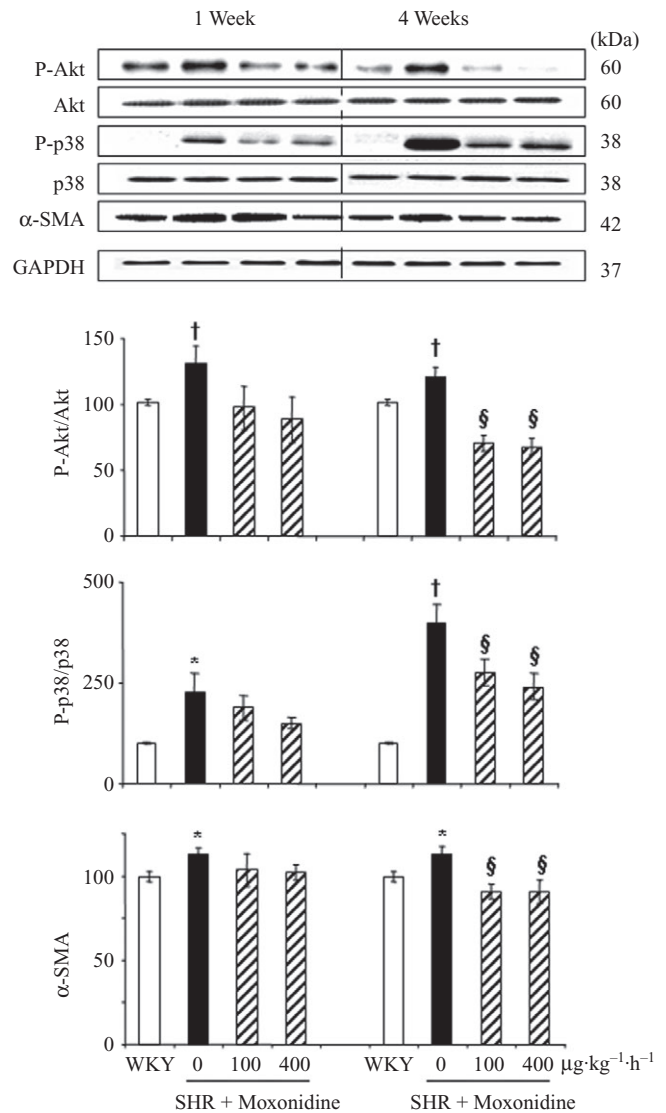 1 Week 4 Weeks
(kDa)
P-Akt 60
Akt 60
P-p38 38
p38 38
α-SMA 42
GAPDH 37
150
100
50
0
P-Akt/Akt
†
†
§ §
500
250
0
P-p38/p38
*
†
§ §
100
50
0
α-SMA
*
*
§ §
WKY 0 100 400 WKY 0 100 400 μg·kg⁻¹·h⁻¹
SHR + Moxonidine SHR + Moxonidine